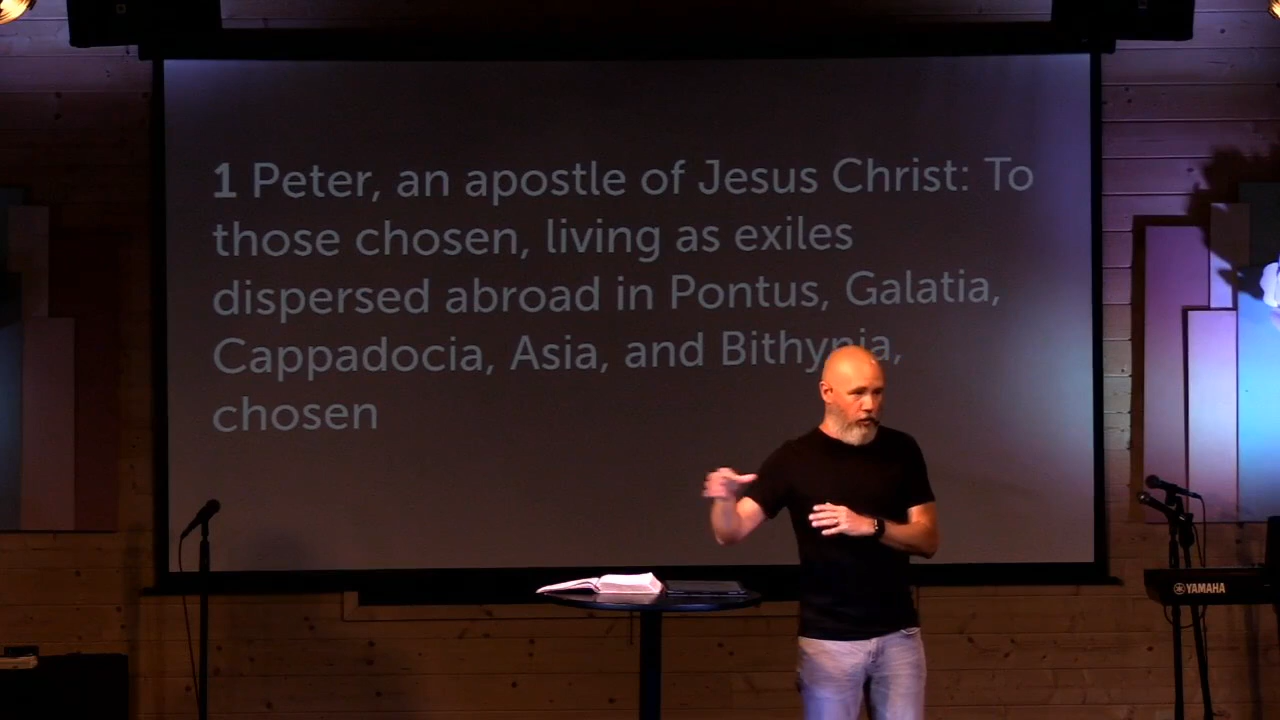 1 Peter, an apostle of Jesus Christ: To
those chosen, living as exiles
dispersed abroad in Pontus, Galatia,
Cappadocia, Asia, and Bithynia,
chosen
YAMAHA